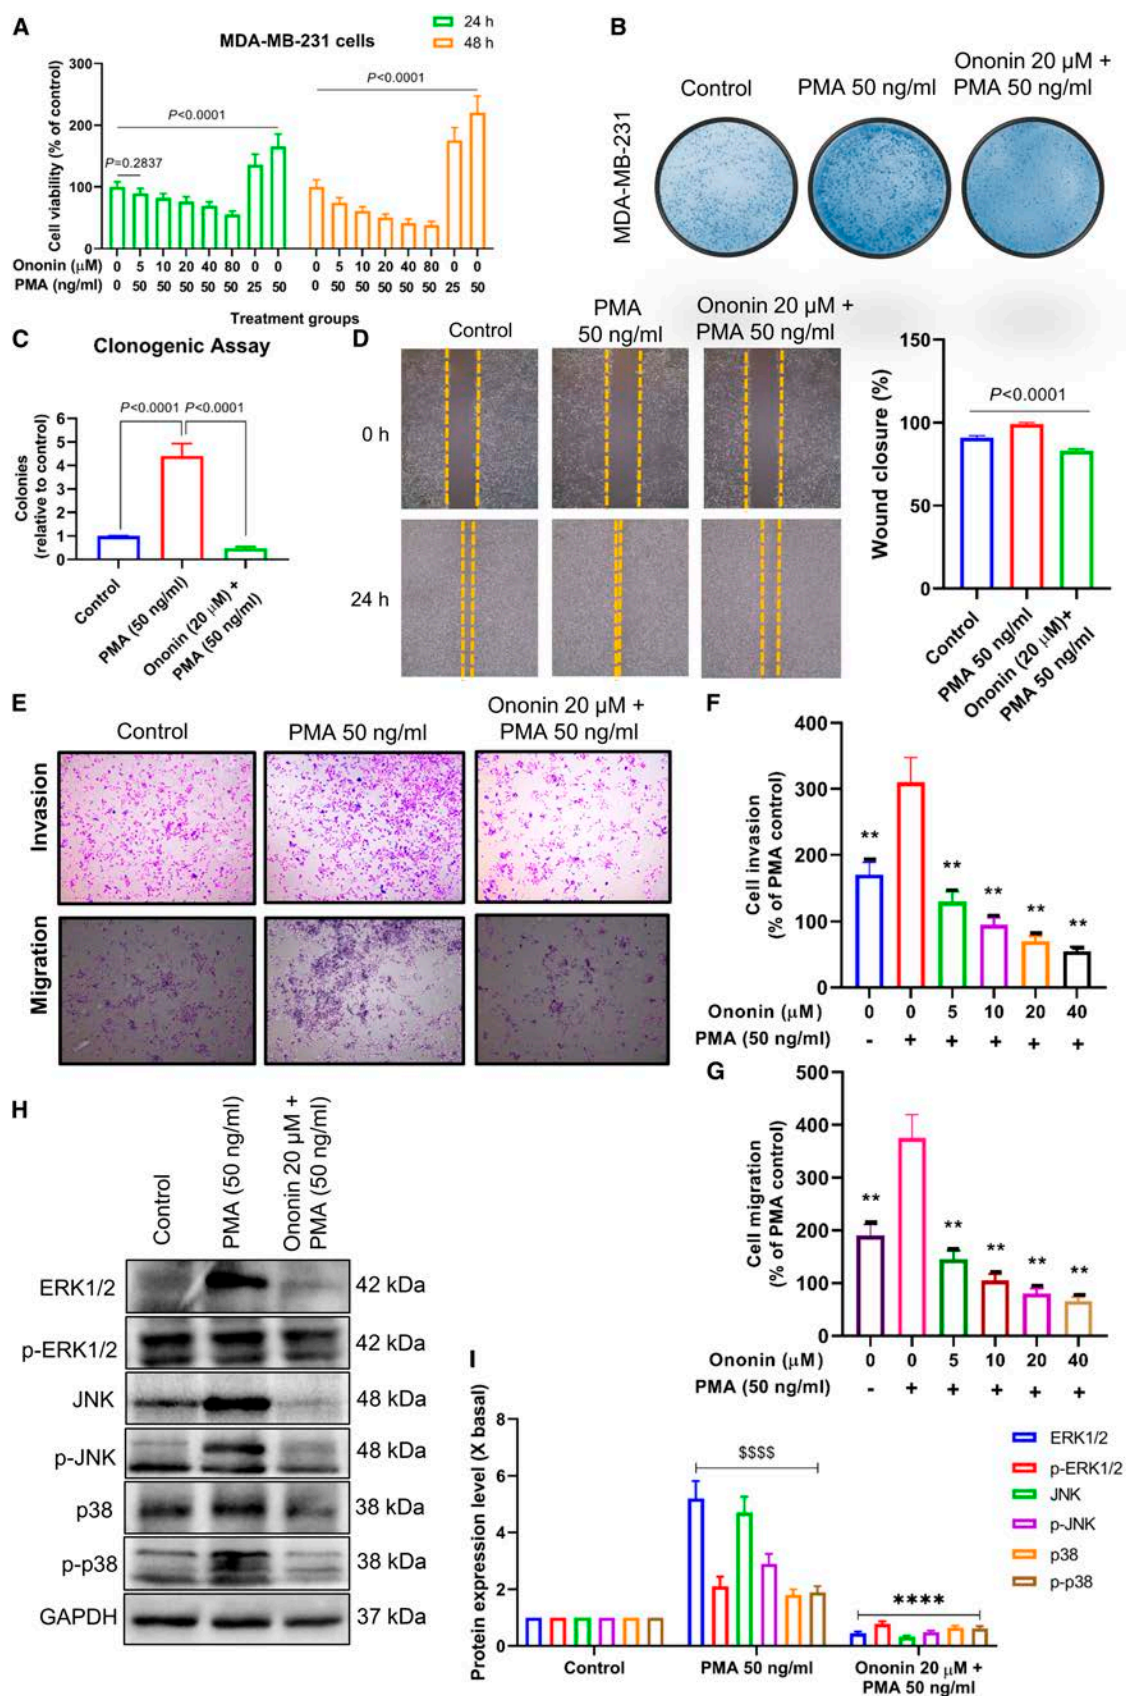 A
MDA-MB-231 cells
24 h
48 h
Cell viability (% of control)
300
200
100
0
P<0.0001
P<0.0001
P=0.2837
Ononin (μM) 0 5 10 20 40 80 0 0 0 5 10 20 40 80 0 0
PMA (ng/ml) 0 50 50 50 50 50 25 50 0 50 50 50 50 50 25 50
Treatment groups
B
Control
PMA 50 ng/ml
Ononin 20 μM +
PMA 50 ng/ml
MDA-MB-231
C
Clonogenic Assay
Colonies
(relative to control)
6
5
4
3
2
1
0
P<0.0001 P<0.0001
Control
PMA (50 ng/ml)
Ononin (20 μM) +
PMA (50 ng/ml)
D
Control
PMA
50 ng/ml
Ononin 20 μM +
PMA 50 ng/ml
0 h
24 h
Wound closure (%)
150
100
50
0
P<0.0001
Control
PMA 50 ng/ml
Ononin (20 μM)+
PMA 50 ng/ml
E
Control
PMA 50 ng/ml
Ononin 20 μM +
PMA 50 ng/ml
Invasion
Migration
F
Cell invasion
(% of PMA control)
400
300
200
100
0
**
**
**
**
**
Ononin (μM) 0 0 5 10 20 40
PMA (50 ng/ml) - + + + + +
G
Cell migration
(% of PMA control)
500
400
300
200
100
0
**
**
**
**
**
Ononin (μM) 0 0 5 10 20 40
PMA (50 ng/ml) - + + + + +
H
Control
PMA (50 ng/ml)
Ononin 20 μM +
PMA (50 ng/ml)
ERK1/2 42 kDa
p-ERK1/2 42 kDa
JNK 48 kDa
p-JNK 48 kDa
p38 38 kDa
p-p38 38 kDa
GAPDH 37 kDa
I
Protein expression level (X basal)
8
6
4
2
0
$$$$
****
Control
PMA 50 ng/ml
Ononin 20 μM +
PMA 50 ng/ml
ERK1/2
p-ERK1/2
JNK
p-JNK
p38
p-p38